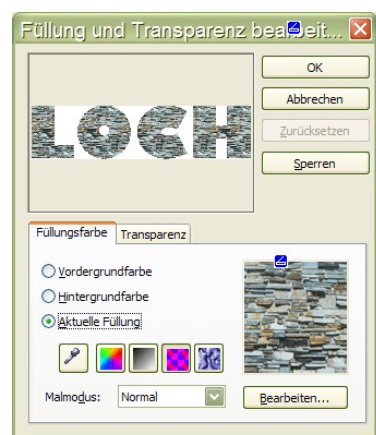 Füllung und Transparenz bearbeit...
OK
Abbrechen
Zurücksetzen
Sperren
LOCH
Füllungsfarbe Transparenz
Vordergrundfarbe
Hintergrundfarbe
Aktuelle Füllung
Malmodus: Normal
Bearbeiten...